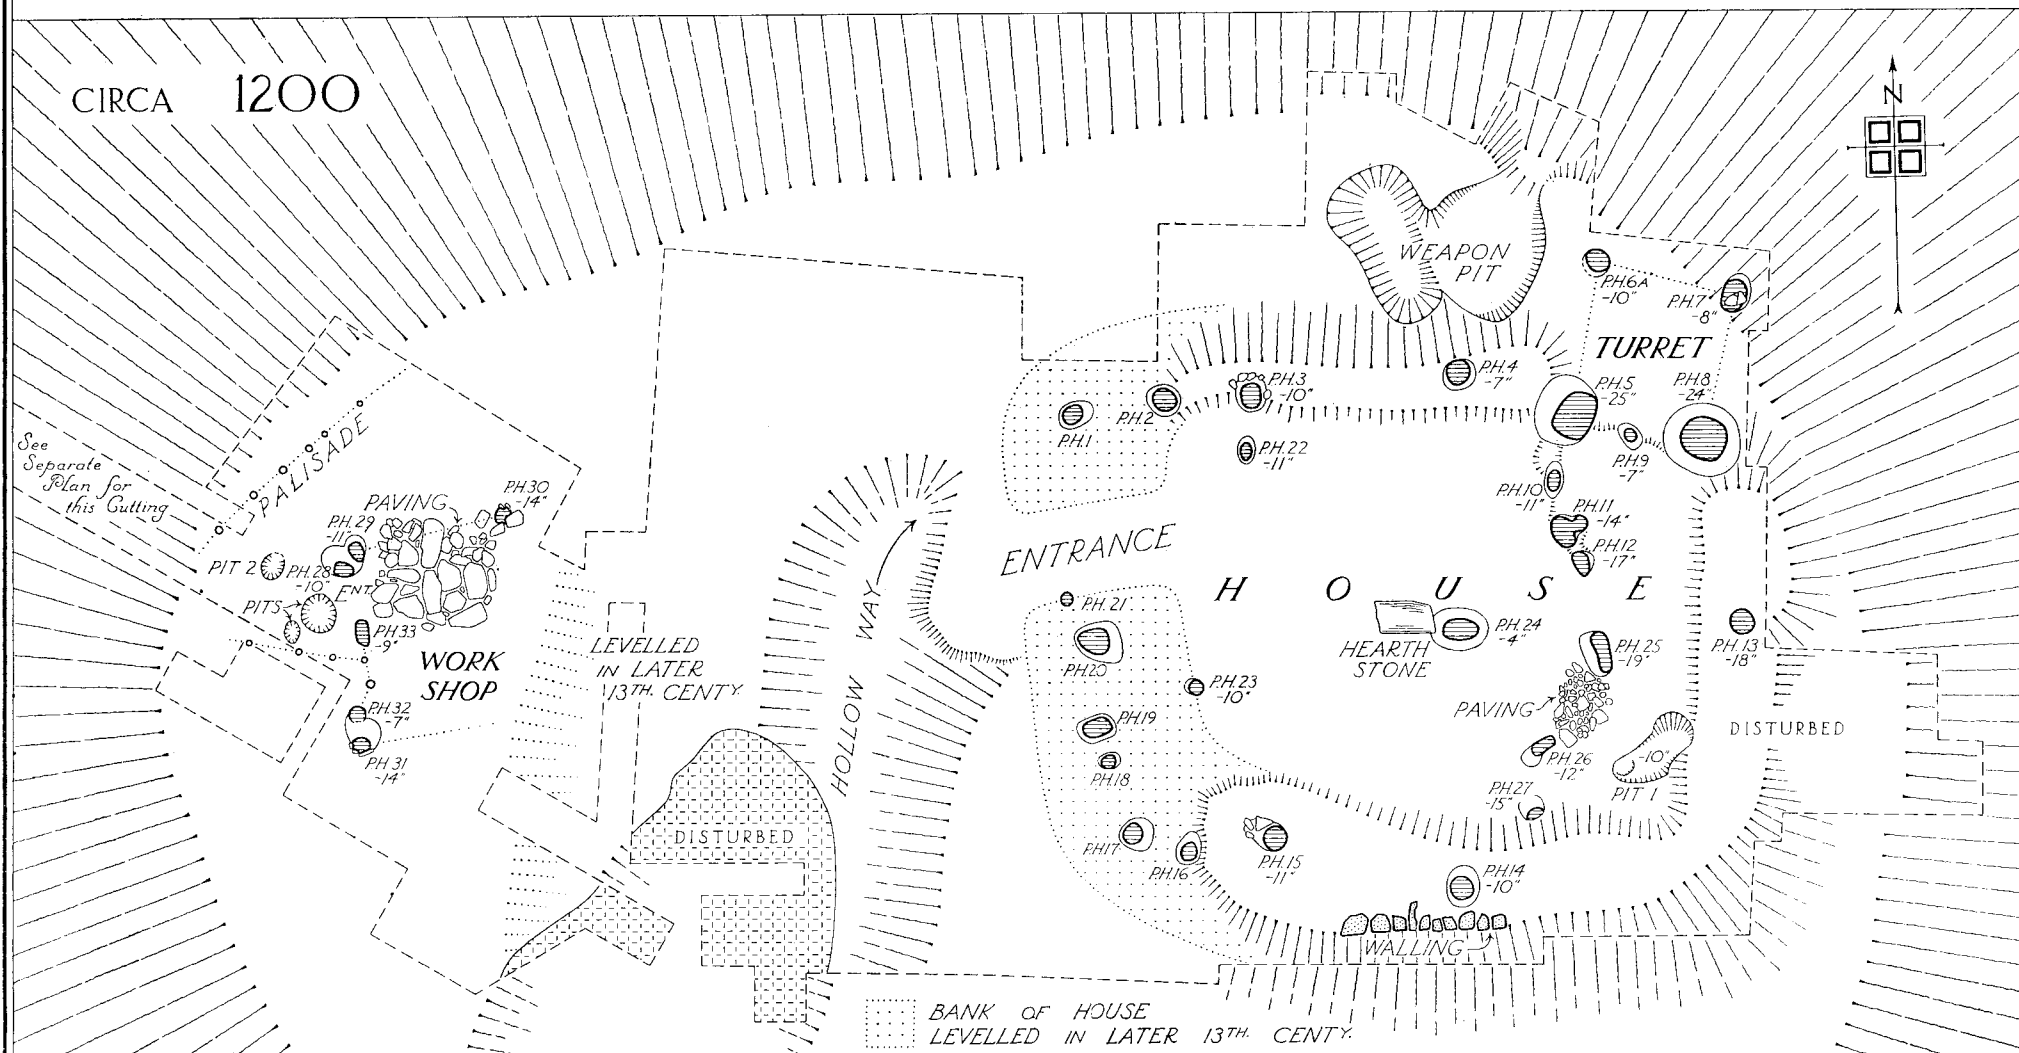 CIRCA 1200
N
See
Separate
Plan for
this Cutting
PALISADE
PAVING
P.H.30
-14"
P.H.29
-11"
PIT 2
P.H.28
-10"
ENT.
PITS
P.H.33
-9"
WORK
SHOP
P.H.32
-7"
P.H.31
-14"
LEVELLED
IN LATER
13TH. CENTY.
DISTURBED
HOLLOW WAY
ENTRANCE
WEAPON
PIT
P.H.6A
-10"
P.H.7
-8"
TURRET
P.H.1
P.H.2
P.H.3
-10"
P.H.4
-7"
P.H.5
-25"
P.H.8
-24"
P.H.22
-11"
P.H.9
-7"
P.H.10
-11"
P.H.11
-14"
P.H.12
-17"
HOUSE
P.H.21
P.H.20
P.H.23
-10"
P.H.19
P.H.18
P.H.17
P.H.16
P.H.15
-11"
HEARTH
STONE
P.H.24
-4"
P.H.25
-19"
P.H.13
-18"
PAVING
P.H.26
-12"
-10"
PIT 1
P.H.27
-15"
DISTURBED
P.H.14
-10"
WALLING
BANK OF HOUSE
LEVELLED IN LATER 13TH. CENTY.